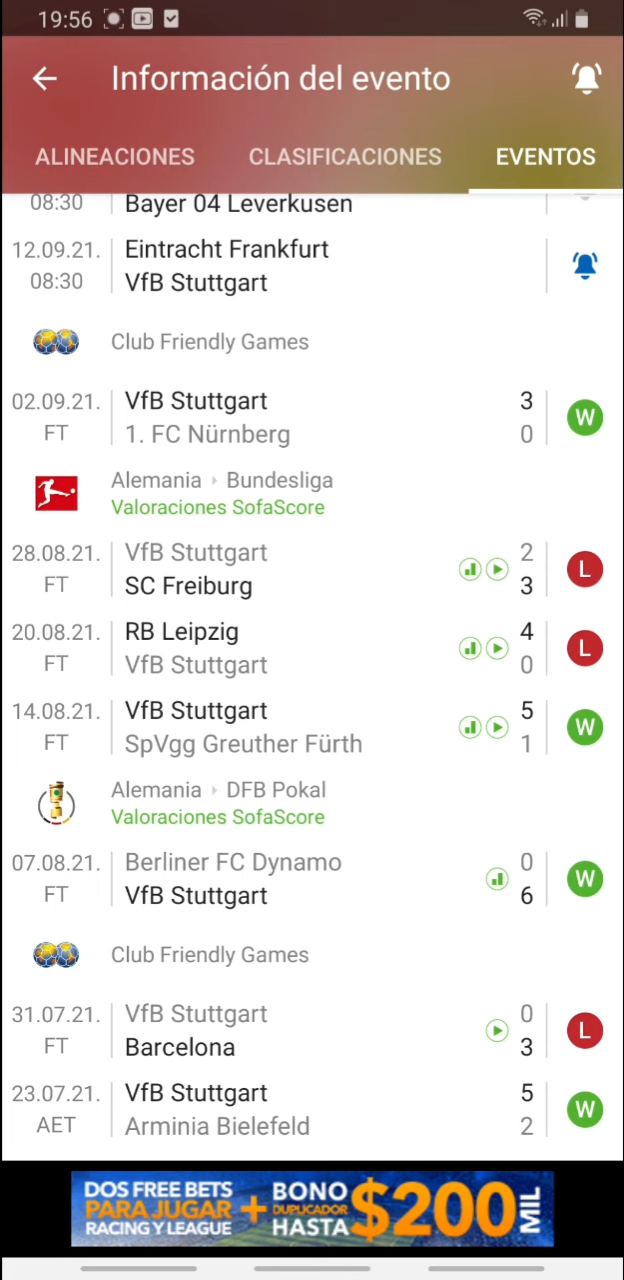 19:56
Información del evento
ALINEACIONES CLASIFICACIONES EVENTOS
08:30 Bayer 04 Leverkusen
12.09.21. Eintracht Frankfurt
08:30 VfB Stuttgart
Club Friendly Games
02.09.21. VfB Stuttgart 3
FT 1. FC Nürnberg 0
W
Alemania Bundesliga
Valoraciones SofaScore
28.08.21. VfB Stuttgart 2
FT SC Freiburg 3
L
20.08.21. RB Leipzig 4
FT VfB Stuttgart 0
L
14.08.21. VfB Stuttgart 5
FT SpVgg Greuther Fürth 1
W
Alemania DFB Pokal
Valoraciones SofaScore
07.08.21. Berliner FC Dynamo 0
FT VfB Stuttgart 6
W
Club Friendly Games
31.07.21. VfB Stuttgart 0
FT Barcelona 3
L
23.07.21. VfB Stuttgart 5
AET Arminia Bielefeld 2
W
DOS FREE BETS
PARA JUGAR
RACING Y LEAGUE
+
BONO
DUPLICADOR
HASTA
$200
MIL